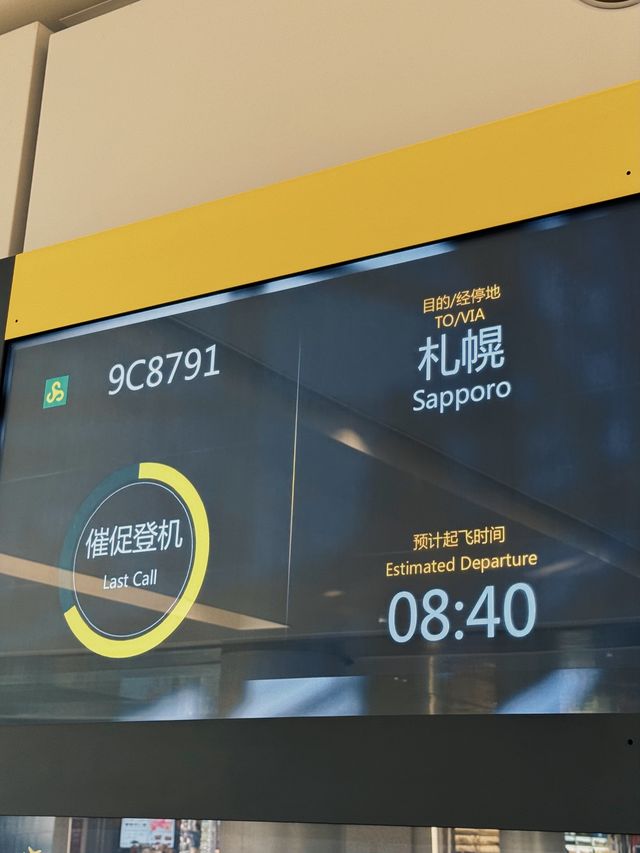 9C8791
催促登机
Last Call
目的/经停地
TO/VIA
札幌
Sapporo
预计起飞时间
Estimated Departure
08:40